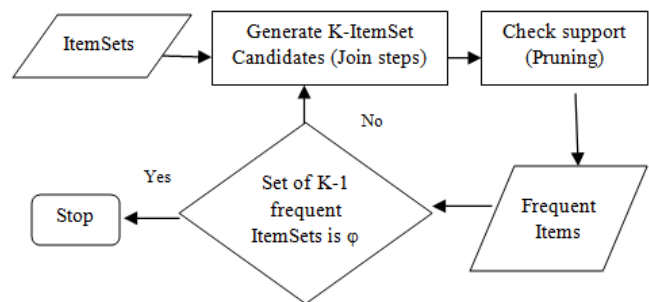 ItemSets
Generate K-ItemSet
Candidates (Join steps)
Check support
(Pruning)
No
Yes
Set of K-1
frequent
ItemSets is φ
Stop
Frequent
Items